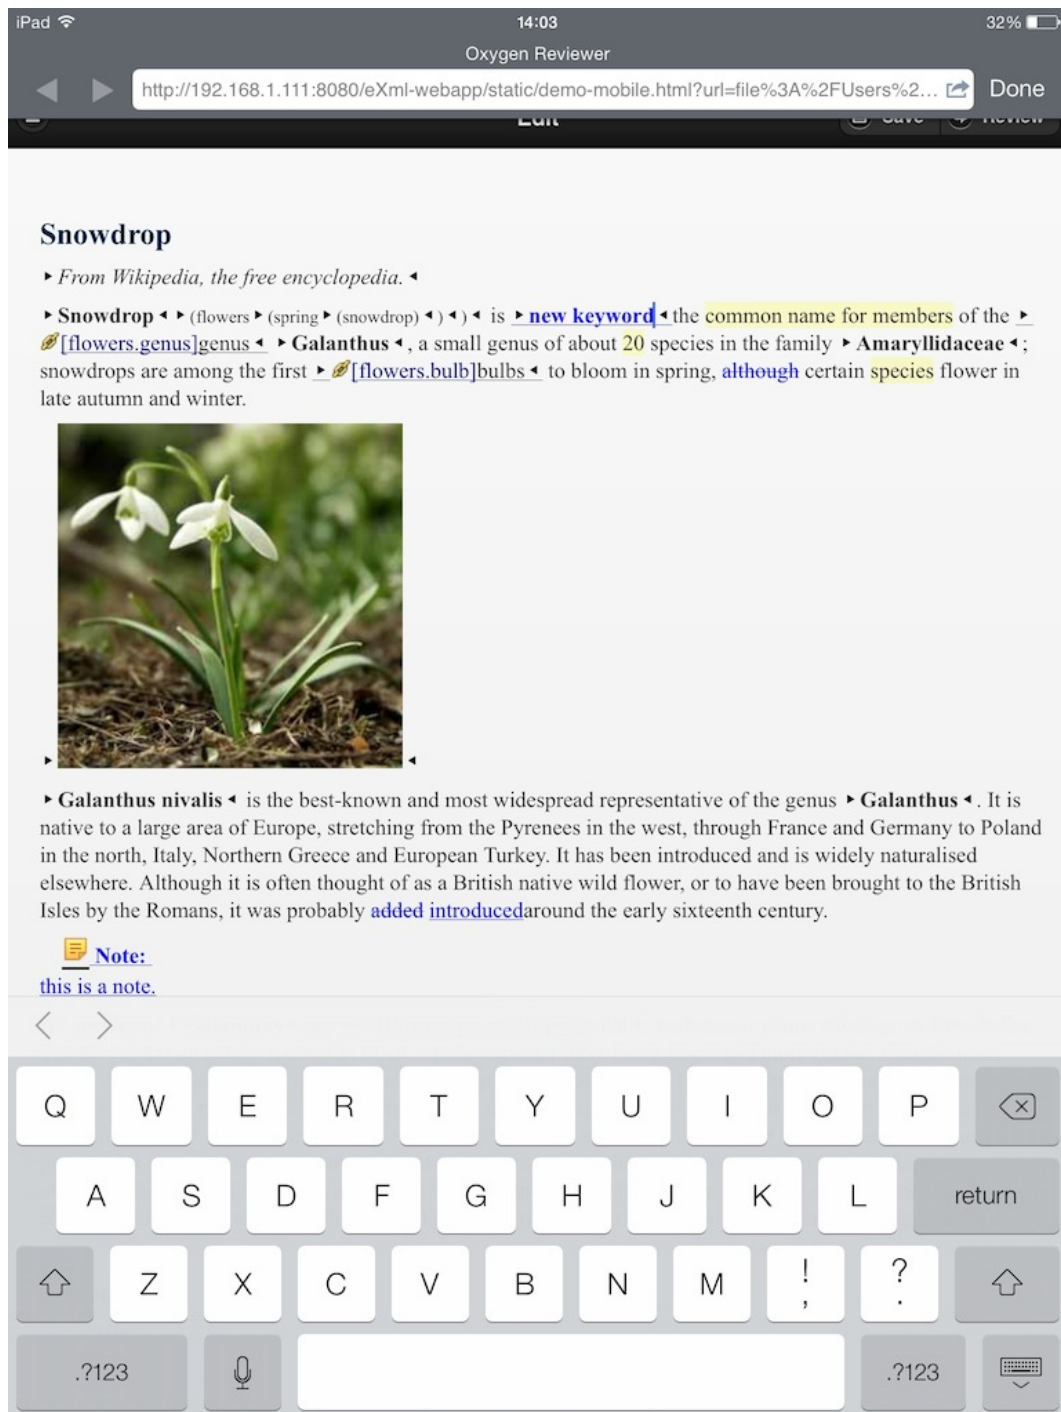 iPad 14:03 32%
Oxygen Reviewer
http://192.168.1.111:8080/eXml-webapp/static/demo-mobile.html?url=file%3A%2FUsers%2... Done
Edit Save Review
Snowdrop
From Wikipedia, the free encyclopedia.
Snowdrop (flowers (spring (snowdrop) ) ) is new keyword the common name for members of the
[flowers.genus]genus Galanthus , a small genus of about 20 species in the family Amaryllidaceae ;
snowdrops are among the first [flowers.bulb]bulbs to bloom in spring, although certain species flower in
late autumn and winter.
Galanthus nivalis is the best-known and most widespread representative of the genus Galanthus . It is
native to a large area of Europe, stretching from the Pyrenees in the west, through France and Germany to Poland
in the north, Italy, Northern Greece and European Turkey. It has been introduced and is widely naturalised
elsewhere. Although it is often thought of as a British native wild flower, or to have been brought to the British
Isles by the Romans, it was probably added introducedaround the early sixteenth century.
Note:
this is a note.
Q W E R T Y U I O P
A S D F G H J K L return
Z X C V B N M ! , ? .
.?123 .?123